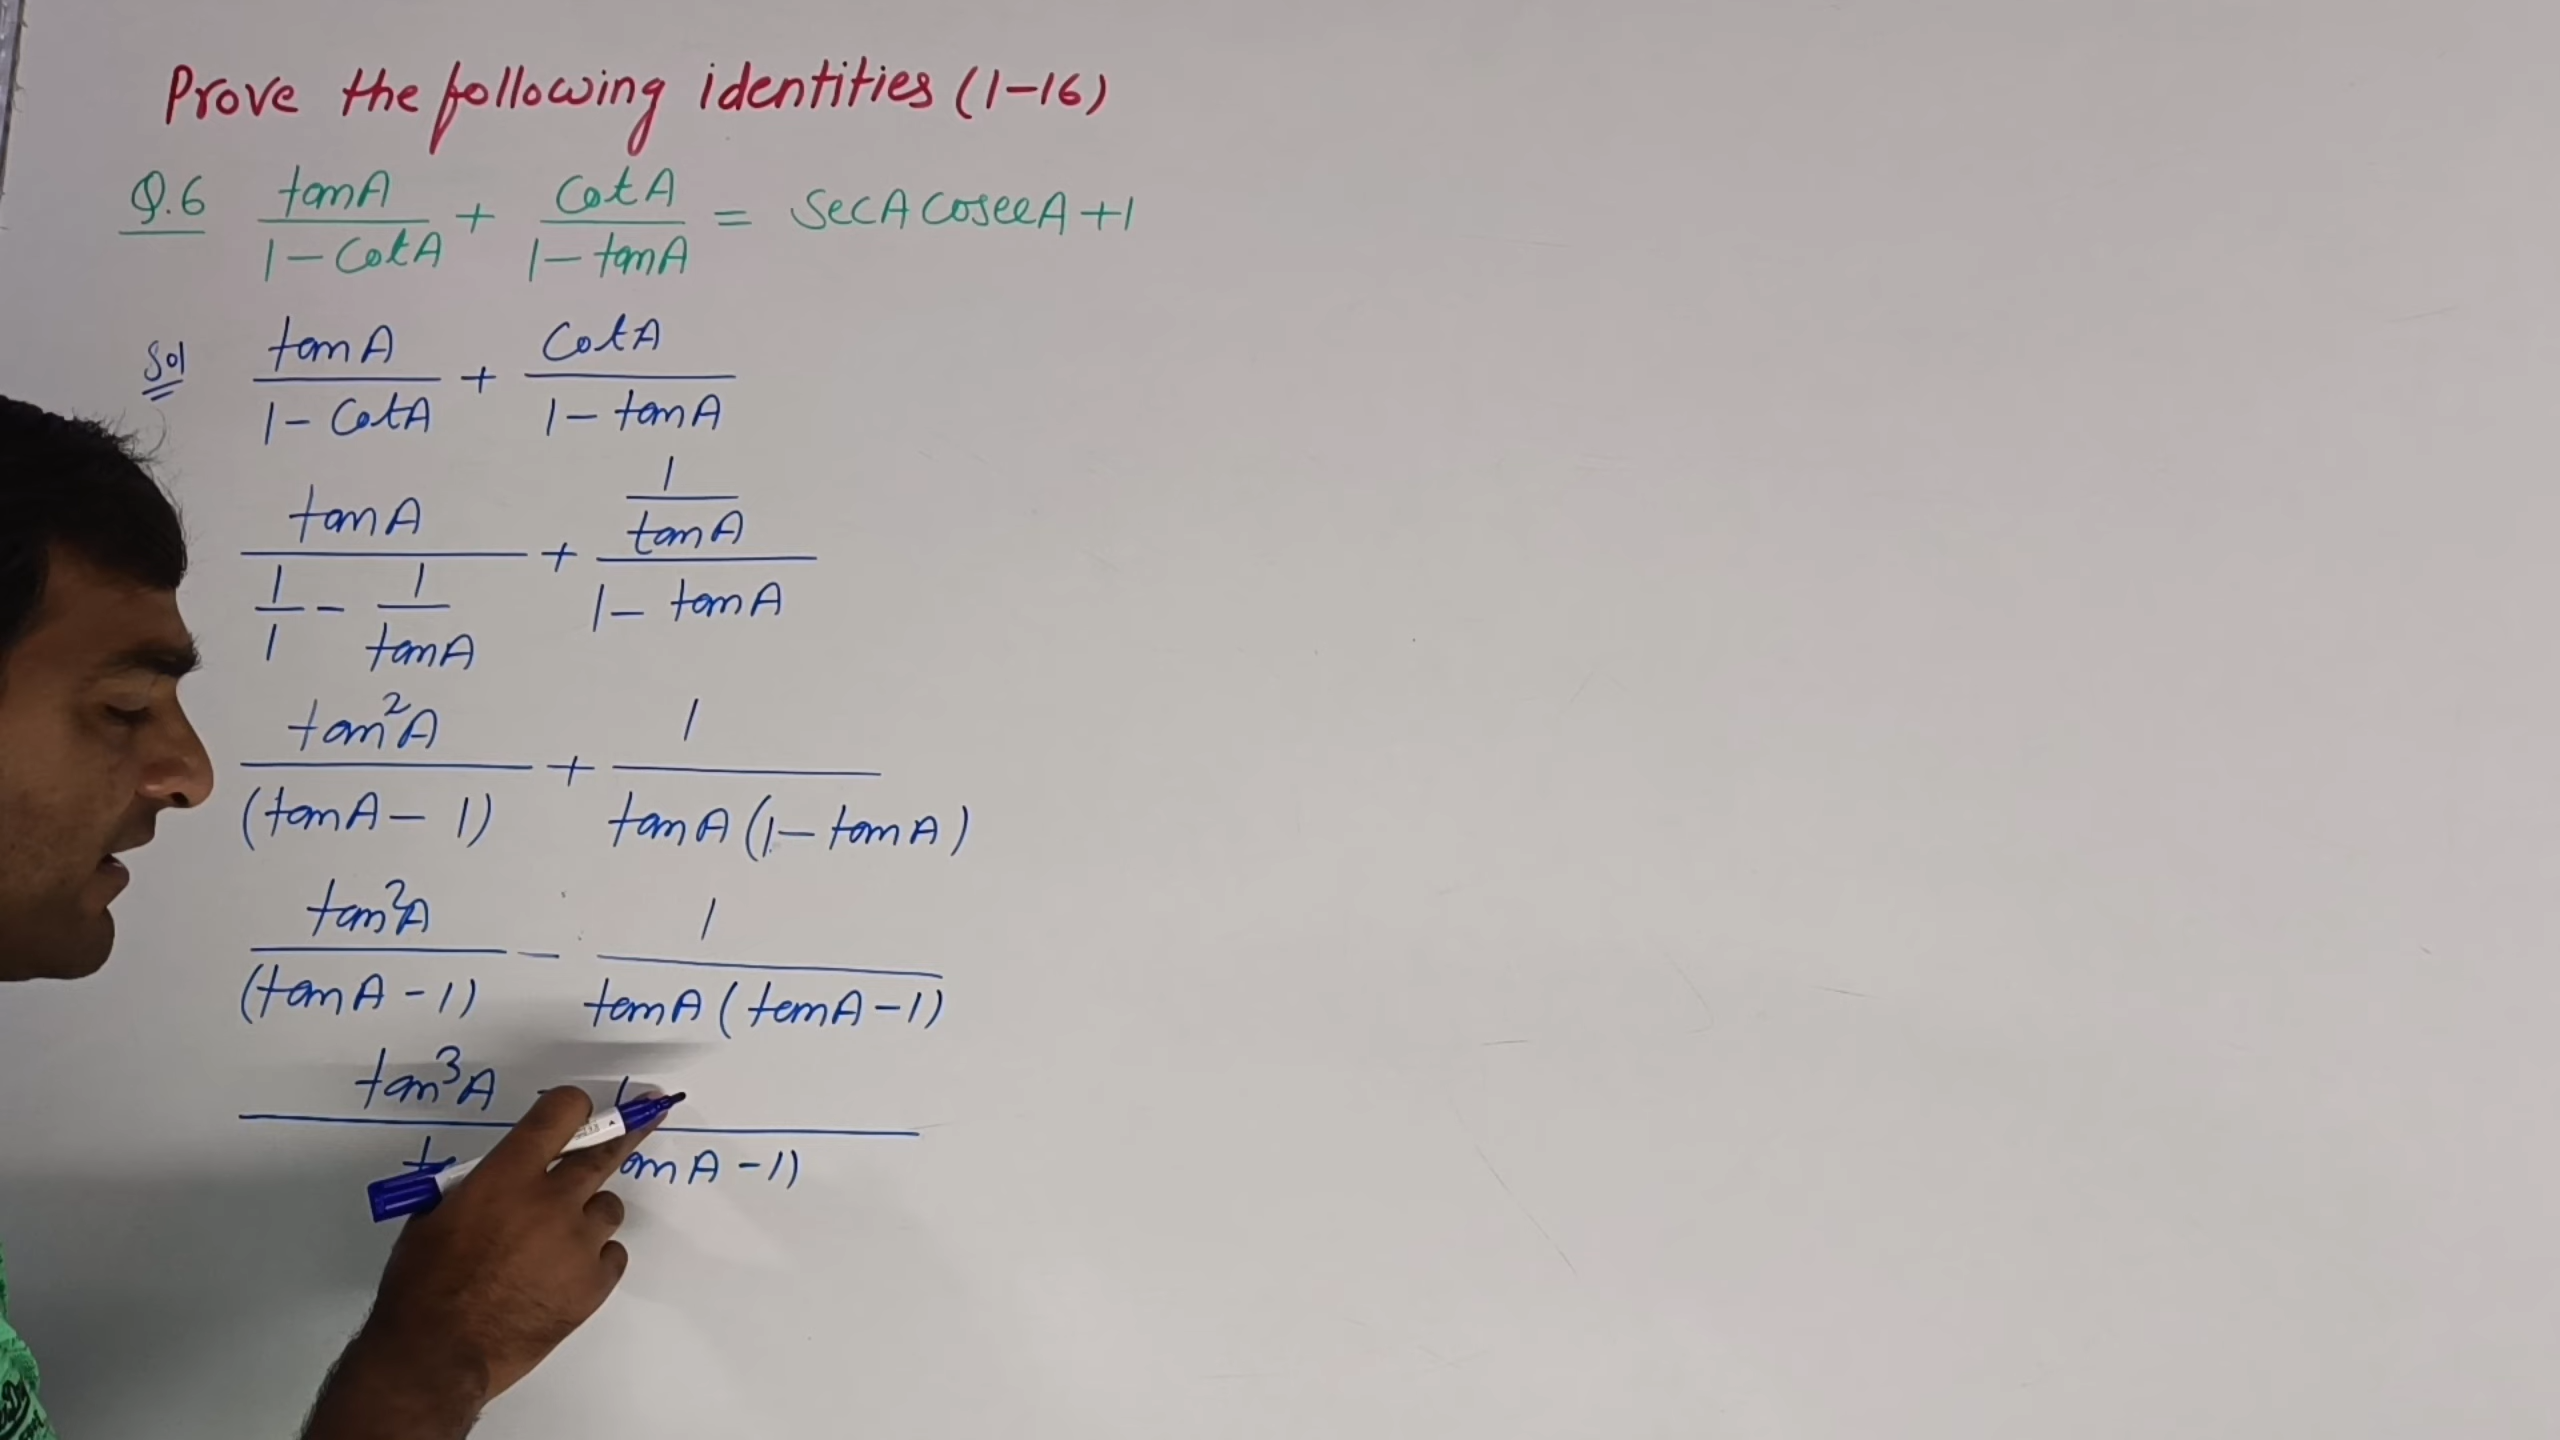 Prove the following identities (1-16)
Q.6 tanA/(1-CotA) + CotA/(1-tanA) = SecA CosecA+1
Sol tanA/(1-CotA) + CotA/(1-tanA)
tanA/(1/1 - 1/tanA) + (1/tanA)/(1-tanA)
tan²A/(tanA-1) + 1/(tanA(1-tanA))
tan²A/(tanA-1) - 1/(tanA(tanA-1))
tan³A
anA-1)